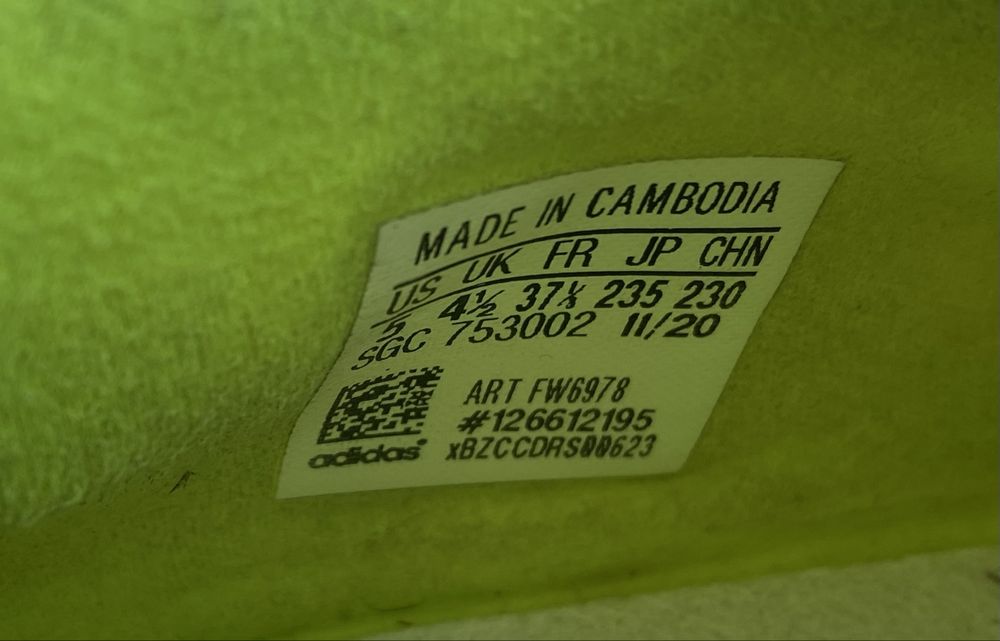 MADE IN CAMBODIA
US UK FR JP CHN
5 4½ 37⅓ 235 230
SGC 753002 11/20
ART FW6978
#126612195
adidas® xBZCCDRS00623